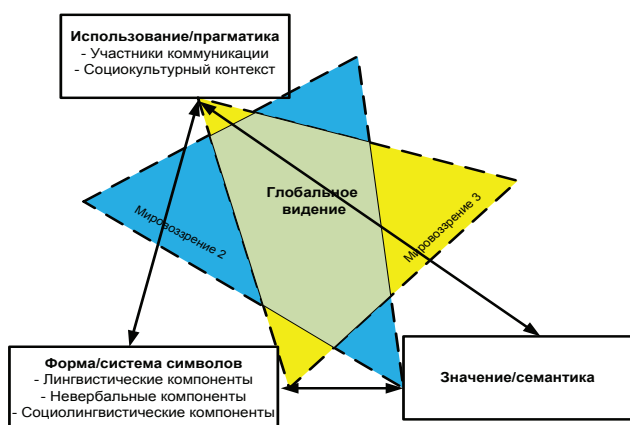 Использование/прагматика
- Участники коммуникации
- Социокультурный контекст
Глобальное
видение
Мировоззрение 2
Мировоззрение 3
Форма/система символов
- Лингвистические компоненты
- Невербальные компоненты
- Социолингвистические компоненты
Значение/семантика